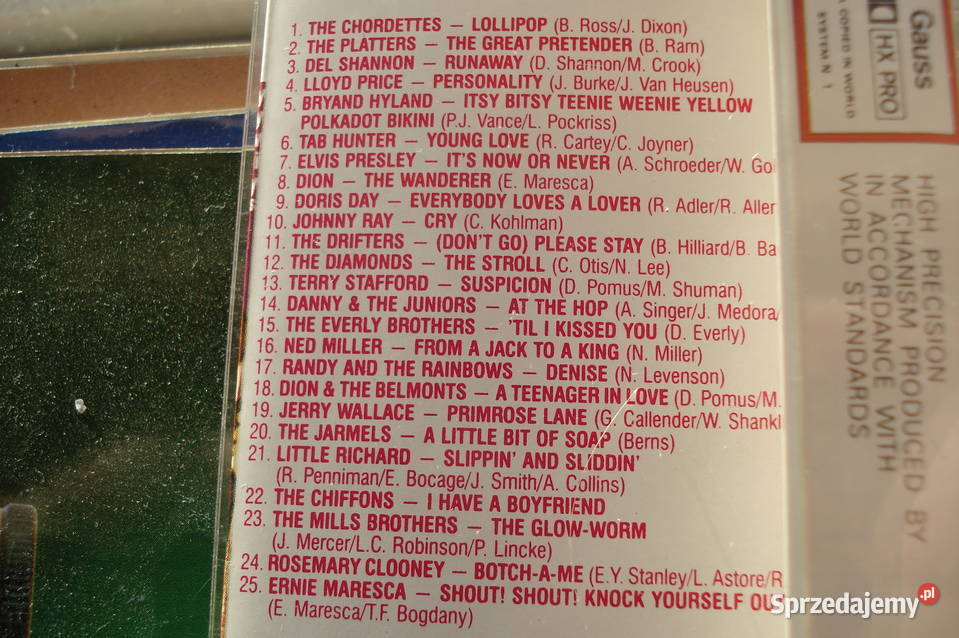 1. THE CHORDETTES — LOLLIPOP (B. Ross/J. Dixon)
2. THE PLATTERS — THE GREAT PRETENDER (B. Ram)
3. DEL SHANNON — RUNAWAY (D. Shannon/M. Crook)
4. LLOYD PRICE — PERSONALITY (J. Burke/J. Van Heusen)
5. BRYAND HYLAND — ITSY BITSY TEENIE WEENIE YELLOW
POLKADOT BIKINI (P.J. Vance/L. Pockriss)
6. TAB HUNTER — YOUNG LOVE (R. Cartey/C. Joyner)
7. ELVIS PRESLEY — IT'S NOW OR NEVER (A. Schroeder/W. Go
8. DION — THE WANDERER (E. Maresca)
9. DORIS DAY — EVERYBODY LOVES A LOVER (R. Adler/R. Aller
10. JOHNNY RAY — CRY (C. Kohlman)
11. THE DRIFTERS — (DON'T GO) PLEASE STAY (B. Hilliard/B. Ba
12. THE DIAMONDS — THE STROLL (C. Otis/N. Lee)
13. TERRY STAFFORD — SUSPICION (D. Pomus/M. Shuman)
14. DANNY & THE JUNIORS — AT THE HOP (A. Singer/J. Medora/
15. THE EVERLY BROTHERS — 'TIL I KISSED YOU (D. Everly)
16. NED MILLER — FROM A JACK TO A KING (N. Miller)
17. RANDY AND THE RAINBOWS — DENISE (N. Levenson)
18. DION & THE BELMONTS — A TEENAGER IN LOVE (D. Pomus/M.
19. JERRY WALLACE — PRIMROSE LANE (G. Callender/W. Shankl
20. THE JARMELS — A LITTLE BIT OF SOAP (Berns)
21. LITTLE RICHARD — SLIPPIN' AND SLIDDIN'
(R. Penniman/E. Bocage/J. Smith/A. Collins)
22. THE CHIFFONS — I HAVE A BOYFRIEND
23. THE MILLS BROTHERS — THE GLOW-WORM
(J. Mercer/L.C. Robinson/P. Lincke)
24. ROSEMARY CLOONEY — BOTCH-A-ME (E.Y. Stanley/L. Astore/R
25. ERNIE MARESCA — SHOUT! SHOUT! KNOCK YOURSELF OU
(E. Maresca/T.F. Bogdany)
Gauss
HX PRO
COPIED IN WORLD
SYSTEM N 1
HIGH PRECISION
MECHANISM PRODUCED BY
IN ACCORDANCE WITH
WORLD STANDARDS
Sprzedajemy.pl